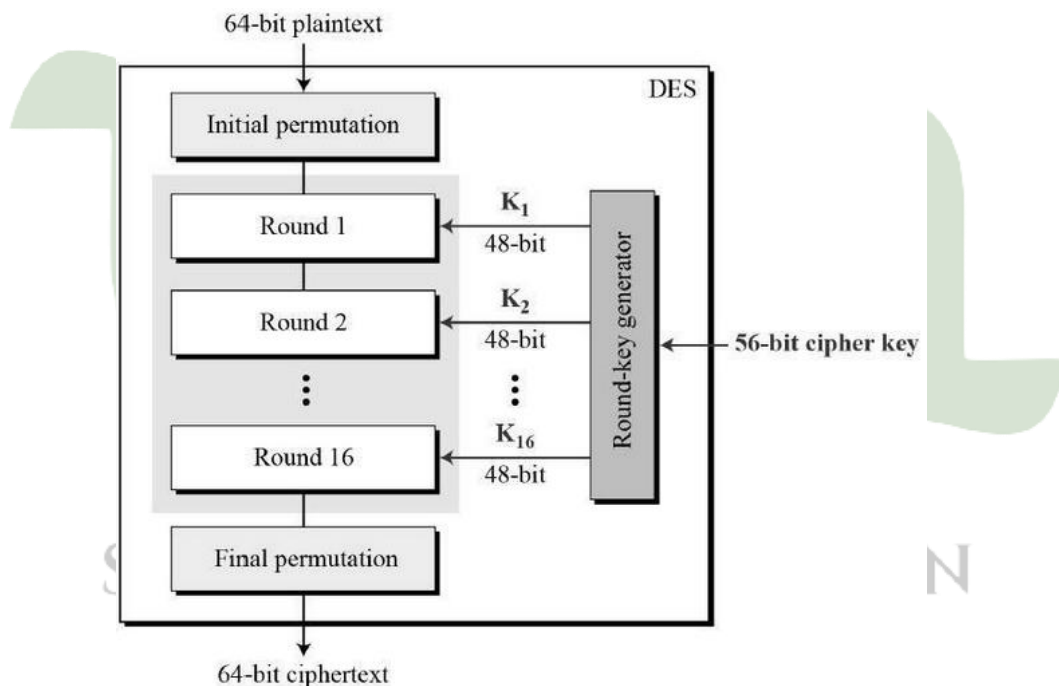 64-bit plaintext
DES
Initial permutation
Round 1
K1
48-bit
Round 2
K2
48-bit
Round-key generator
56-bit cipher key
Round 16
K16
48-bit
Final permutation
S
N
64-bit ciphertext